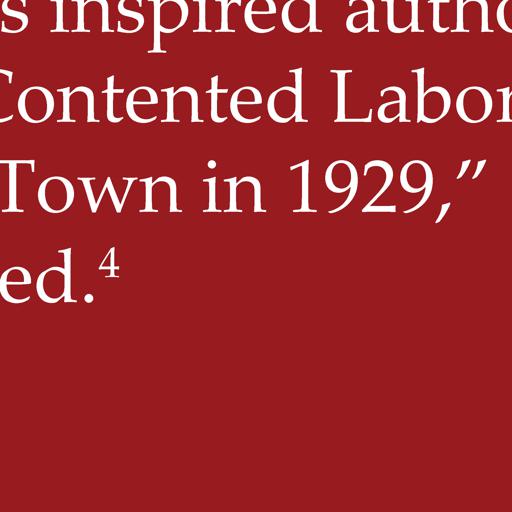 s inspired autho
Contented Labor
Town in 1929,”
ed.⁴